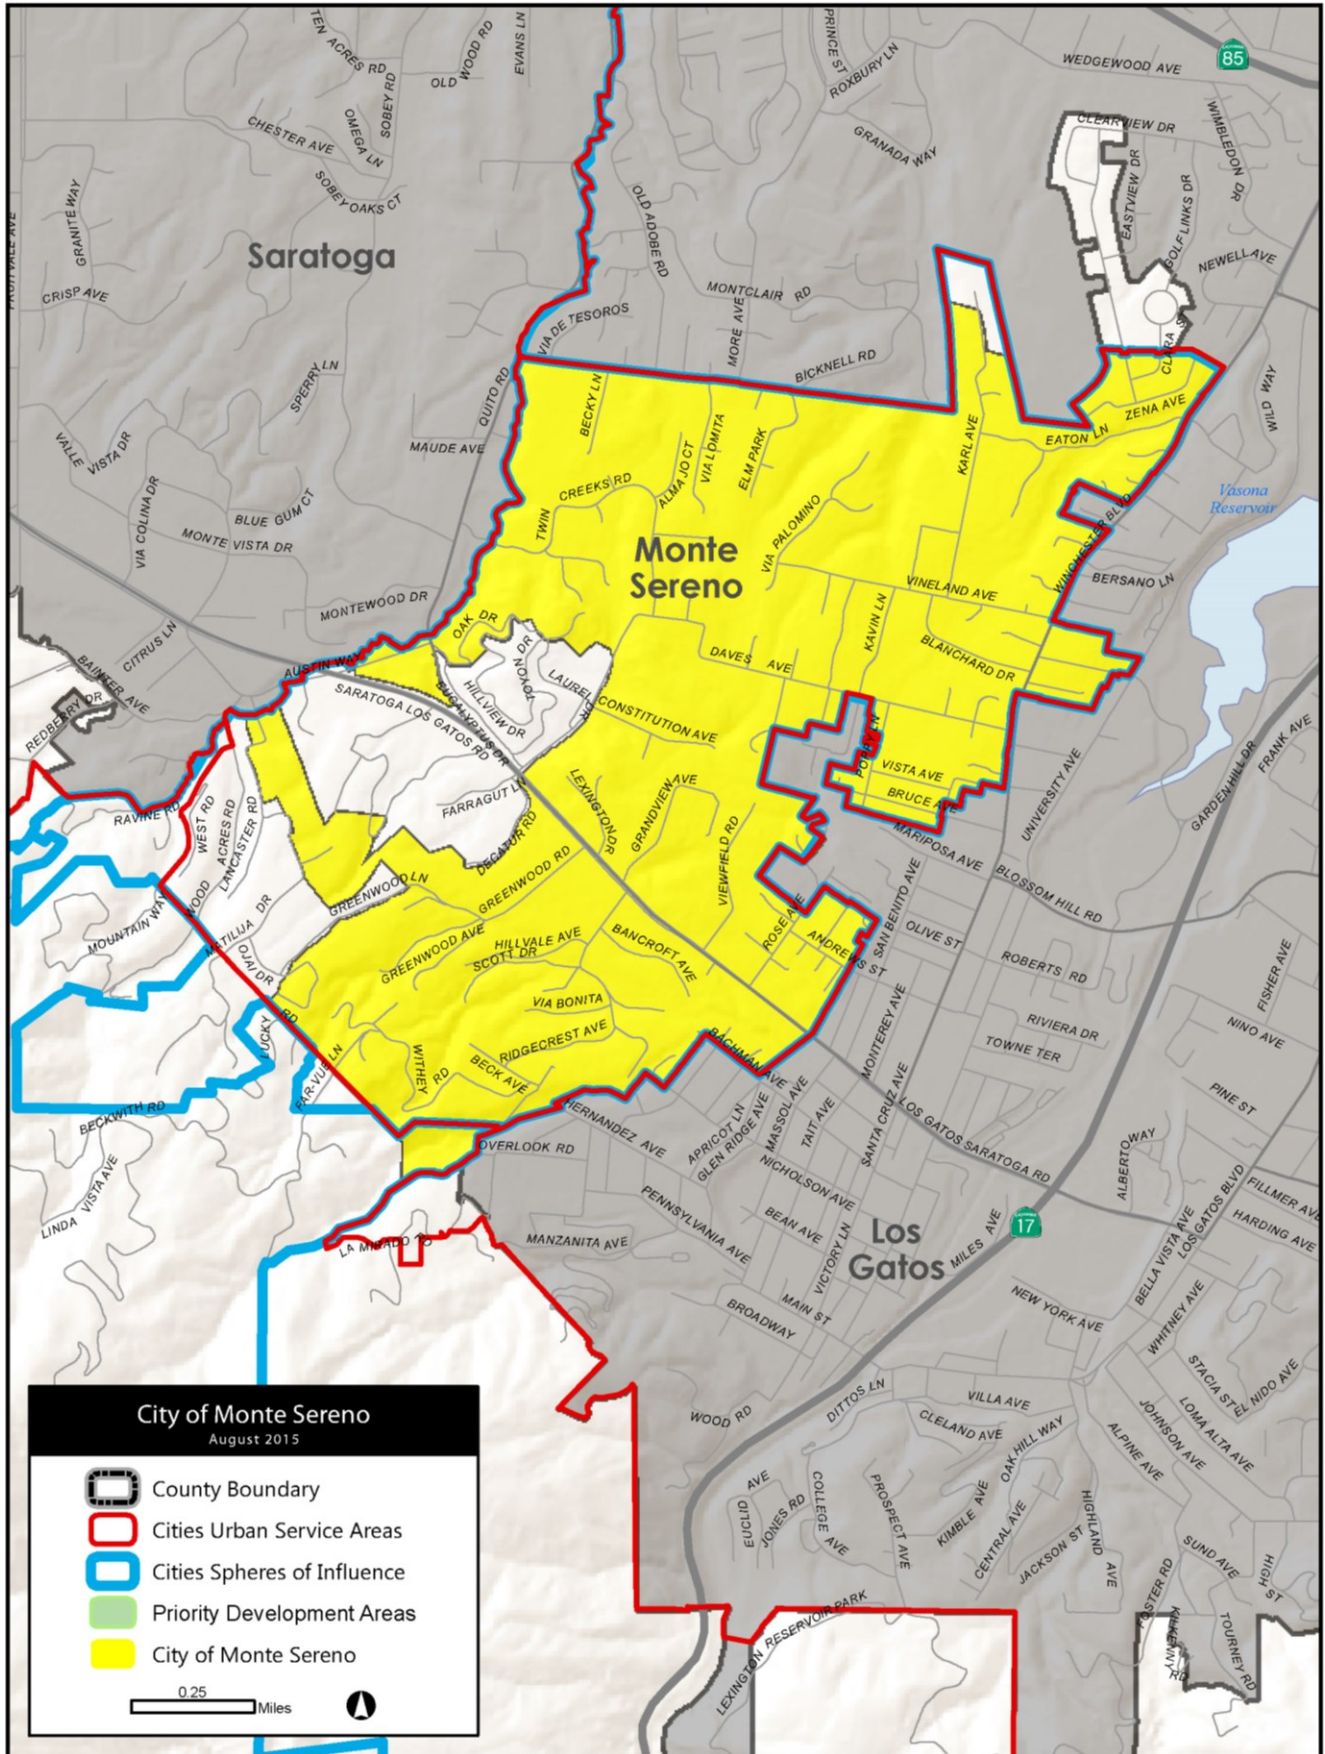 TEN ACRES RD
OLD WOOD RD
EVANS LN
PRINCE ST
ROXBURY LN
WEDGEWOOD AVE
CALIFORNIA 85
CHESTER AVE
OMEGA LN
SOBEY RD
GRANADA WAY
CLEARVIEW DR
WIMBLEDON DR
EASTVIEW DR
GOLF LINKS DR
GRANITE WAY
SOBEY OAKS CT
OLD ADOBE RD
NEWELL AVE
FRUITVALE AVE
Saratoga
CRISP AVE
MONTCLAIR RD
VIA DE TESOROS
MORE AVE
BICKNELL RD
CLARA ST
SPERRY LN
QUITO RD
BECKY LN
WILD WAY
ZENA AVE
EATON LN
VALLE VISTA DR
MAUDE AVE
ALMA JO CT
VIA LOMITA
ELM PARK
KARL AVE
VIA COLINA DR
BLUE GUM CT
TWIN CREEKS RD
VIA PALOMINO
WINCHESTER BLVD
Vasona
Reservoir
MONTE VISTA DR
Monte
Sereno
BERSANO LN
VINELAND AVE
MONTEWOOD DR
OAK DR
KAVIN LN
CITRUS LN
BAINTER AVE
AUSTIN WAY
DAVES AVE
BLANCHARD DR
REDBERRY DR
SARATOGA LOS GATOS RD
EUCALYPTUS DR
HILLVIEW DR
TOYON DR
LAUREL DR
CONSTITUTION AVE
POPPY LN
VISTA AVE
BRUCE AVE
UNIVERSITY AVE
GARDEN HILL DR
FRANK AVE
RAVINE RD
WEST RD
WOOD ACRES RD
LANCASTER RD
FARRAGUT LN
DECATUR RD
LEXINGTON DR
GRANDVIEW AVE
VIEWFIELD RD
MARIPOSA AVE
BLOSSOM HILL RD
MOUNTAIN WAY
MATILIJA DR
OJAI DR
GREENWOOD LN
GREENWOOD RD
GREENWOOD AVE
HILLVALE AVE
SCOTT DR
BANCROFT AVE
ROSE AVE
ANDREWS ST
SAN BENITO AVE
OLIVE ST
ROBERTS RD
FISHER AVE
NINO AVE
LUCKY RD
FAR-VUE LN
VIA BONITA
RIDGECREST AVE
WITHEY RD
BECK AVE
BACHMAN AVE
MONTEREY AVE
RIVIERA DR
TOWNE TER
PINE ST
BECKWITH RD
HERNANDEZ AVE
APRICOT LN
GLEN RIDGE AVE
MASSOL AVE
TAIT AVE
SANTA CRUZ AVE
LOS GATOS SARATOGA RD
ALBERTO WAY
LINDA VISTA AVE
OVERLOOK RD
NICHOLSON AVE
PENNSYLVANIA AVE
BEAN AVE
VICTORY LN
LOS GATOS BLVD
FILLMER AVE
HARDING AVE
CALIFORNIA 17
LA MIRADO RD
MANZANITA AVE
Los
Gatos
MILES AVE
BELLA VISTA AVE
MAIN ST
BROADWAY
NEW YORK AVE
WHITNEY AVE
STACIA ST
EL NIDO AVE
WOOD RD
DITTOS LN
VILLA AVE
CLELAND AVE
OAK HILL WAY
ALPINE AVE
JOHNSON AVE
LOMA ALTA AVE
EUCLID AVE
JONES RD
COLLEGE AVE
PROSPECT AVE
KIMBLE AVE
CENTRAL AVE
JACKSON ST
HIGHLAND AVE
SUND AVE
HIGH ST
FOSTER RD
KIRKENNY RD
TOURNEY RD
LEXINGTON RESERVOIR PARK
City of Monte Sereno
August 2015
County Boundary
Cities Urban Service Areas
Cities Spheres of Influence
Priority Development Areas
City of Monte Sereno
0.25
Miles